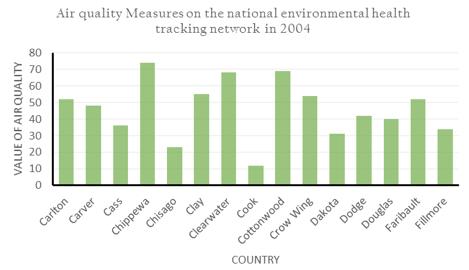 Air quality Measures on the national environmental health
tracking network in 2004
VALUE OF AIR QUALITY
80
70
60
50
40
30
20
10
0
Carlton
Carver
Cass
Chippewa
Chisago
Clay
Clearwater
Cook
Cottonwood
Crow Wing
Dakota
Dodge
Douglas
Faribault
Fillmore
COUNTRY